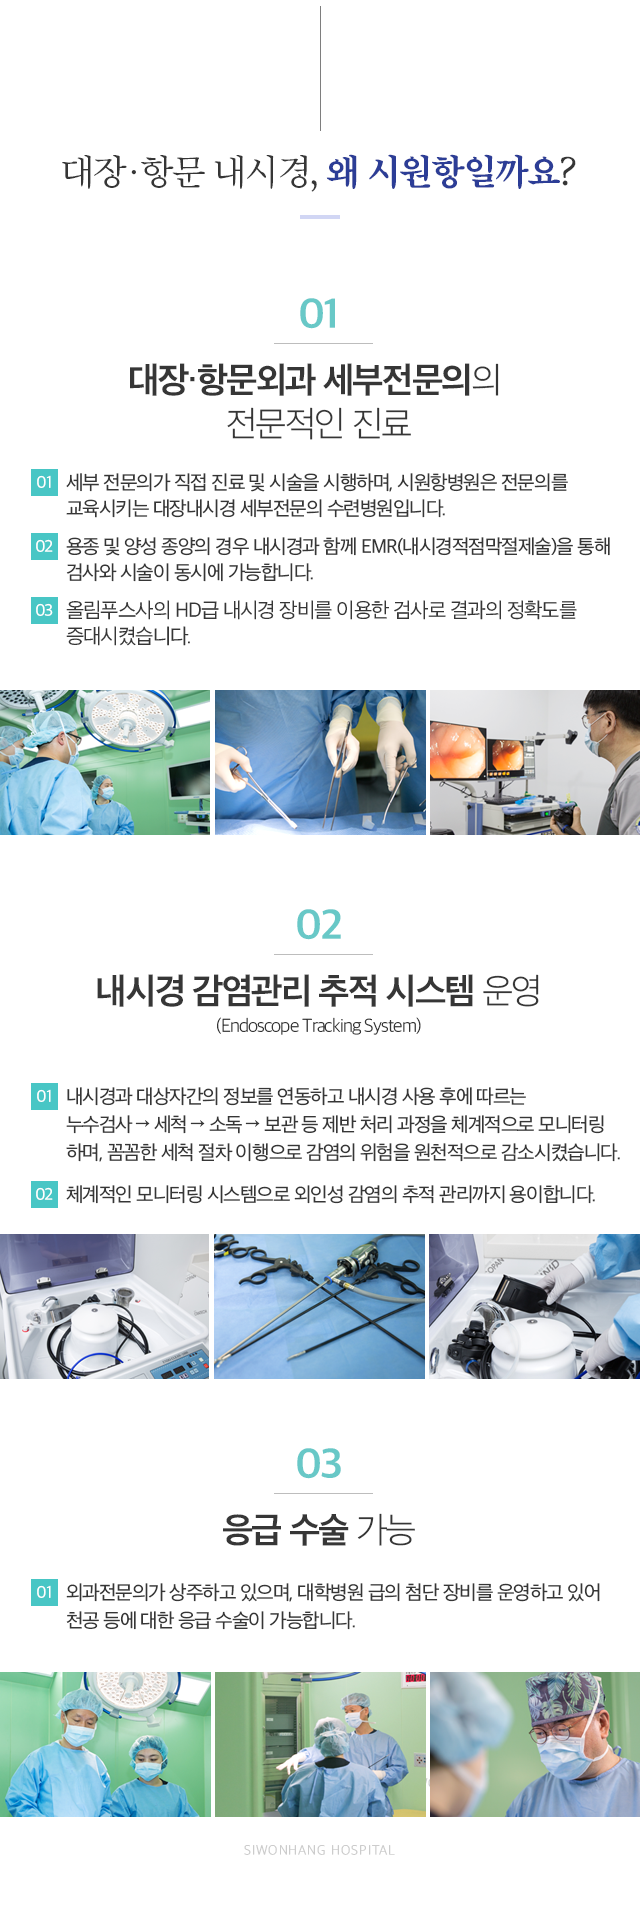 대장·항문 내시경, 왜 시원항일까요?
01
대장·항문외과 세부전문의의
전문적인 진료
01 세부 전문의가 직접 진료 및 시술을 시행하며, 시원항병원은 전문의를
교육시키는 대장내시경 세부전문의 수련병원입니다.
02 용종 및 양성 종양의 경우 내시경과 함께 EMR(내시경적점막절제술)을 통해
검사와 시술이 동시에 가능합니다.
03 올림푸스사의 HD급 내시경 장비를 이용한 검사로 결과의 정확도를
증대시켰습니다.
02
내시경 감염관리 추적 시스템 운영
(Endoscope Tracking System)
01 내시경과 대상자간의 정보를 연동하고 내시경 사용 후에 따르는
누수검사 → 세척 → 소독 → 보관 등 제반 처리 과정을 체계적으로 모니터링
하며, 꼼꼼한 세척 절차 이행으로 감염의 위험을 원천적으로 감소시켰습니다.
02 체계적인 모니터링 시스템으로 외인성 감염의 추적 관리까지 용이합니다.
03
응급 수술 가능
01 외과전문의가 상주하고 있으며, 대학병원 급의 첨단 장비를 운영하고 있어
천공 등에 대한 응급 수술이 가능합니다.
SIWONHANG HOSPITAL